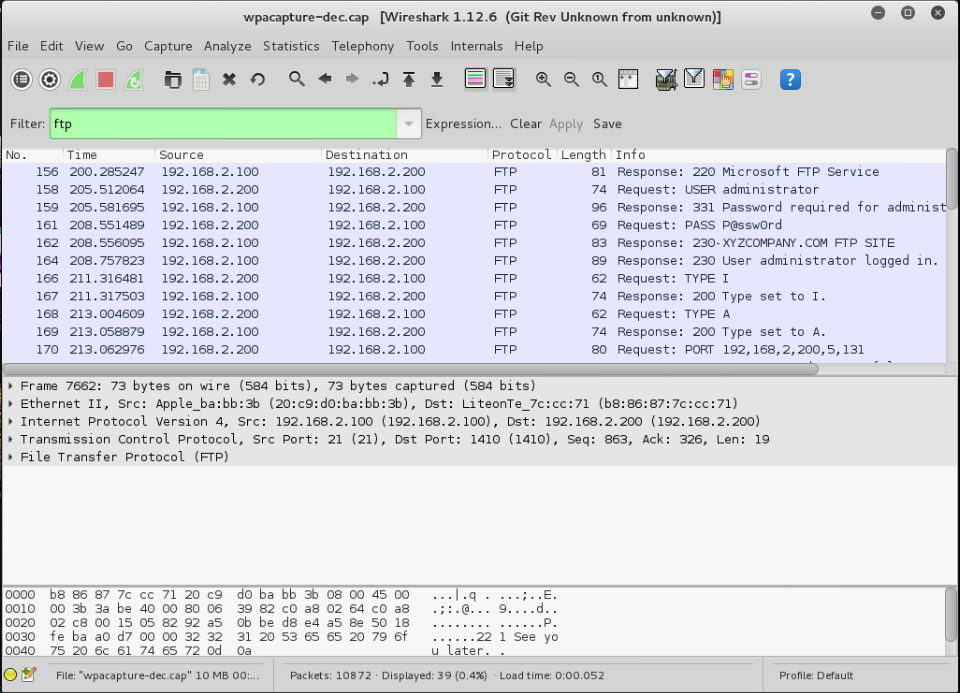 wpacapture-dec.cap [Wireshark 1.12.6 (Git Rev Unknown from unknown)]
File Edit View Go Capture Analyze Statistics Telephony Tools Internals Help
Filter: ftp Expression... Clear Apply Save
No. Time Source Destination Protocol Length Info
156 200.285247 192.168.2.100 192.168.2.200 FTP 81 Response: 220 Microsoft FTP Service
158 205.512064 192.168.2.200 192.168.2.100 FTP 74 Request: USER administrator
159 205.581695 192.168.2.100 192.168.2.200 FTP 96 Response: 331 Password required for administ
161 208.551489 192.168.2.200 192.168.2.100 FTP 69 Request: PASS P@ssw0rd
162 208.556095 192.168.2.100 192.168.2.200 FTP 83 Response: 230-XYZCOMPANY.COM FTP SITE
164 208.757823 192.168.2.100 192.168.2.200 FTP 89 Response: 230 User administrator logged in.
166 211.316481 192.168.2.200 192.168.2.100 FTP 62 Request: TYPE I
167 211.317503 192.168.2.100 192.168.2.200 FTP 74 Response: 200 Type set to I.
168 213.004609 192.168.2.200 192.168.2.100 FTP 62 Request: TYPE A
169 213.058879 192.168.2.100 192.168.2.200 FTP 74 Response: 200 Type set to A.
170 213.062976 192.168.2.200 192.168.2.100 FTP 80 Request: PORT 192,168,2,200,5,131
Frame 7662: 73 bytes on wire (584 bits), 73 bytes captured (584 bits)
Ethernet II, Src: Apple_ba:bb:3b (20:c9:d0:ba:bb:3b), Dst: LiteonTe_7c:cc:71 (b8:86:87:7c:cc:71)
Internet Protocol Version 4, Src: 192.168.2.100 (192.168.2.100), Dst: 192.168.2.200 (192.168.2.200)
Transmission Control Protocol, Src Port: 21 (21), Dst Port: 1410 (1410), Seq: 863, Ack: 326, Len: 19
File Transfer Protocol (FTP)
0000 b8 86 87 7c cc 71 20 c9 d0 ba bb 3b 08 00 45 00 ...|.q . ...;..E.
0010 00 3b 3a be 40 00 80 06 39 82 c0 a8 02 64 c0 a8 .;:.@... 9....d..
0020 02 c8 00 15 05 82 92 a5 0b be d8 e4 a5 8e 50 18 ........ ......P.
0030 fe ba a0 d7 00 00 32 32 31 20 53 65 65 20 79 6f ......22 1 See yo
0040 75 20 6c 61 74 65 72 0d 0a u later. .
File: "wpacapture-dec.cap" 10 MB 00:... Packets: 10872 · Displayed: 39 (0.4%) · Load time: 0:00.052 Profile: Default